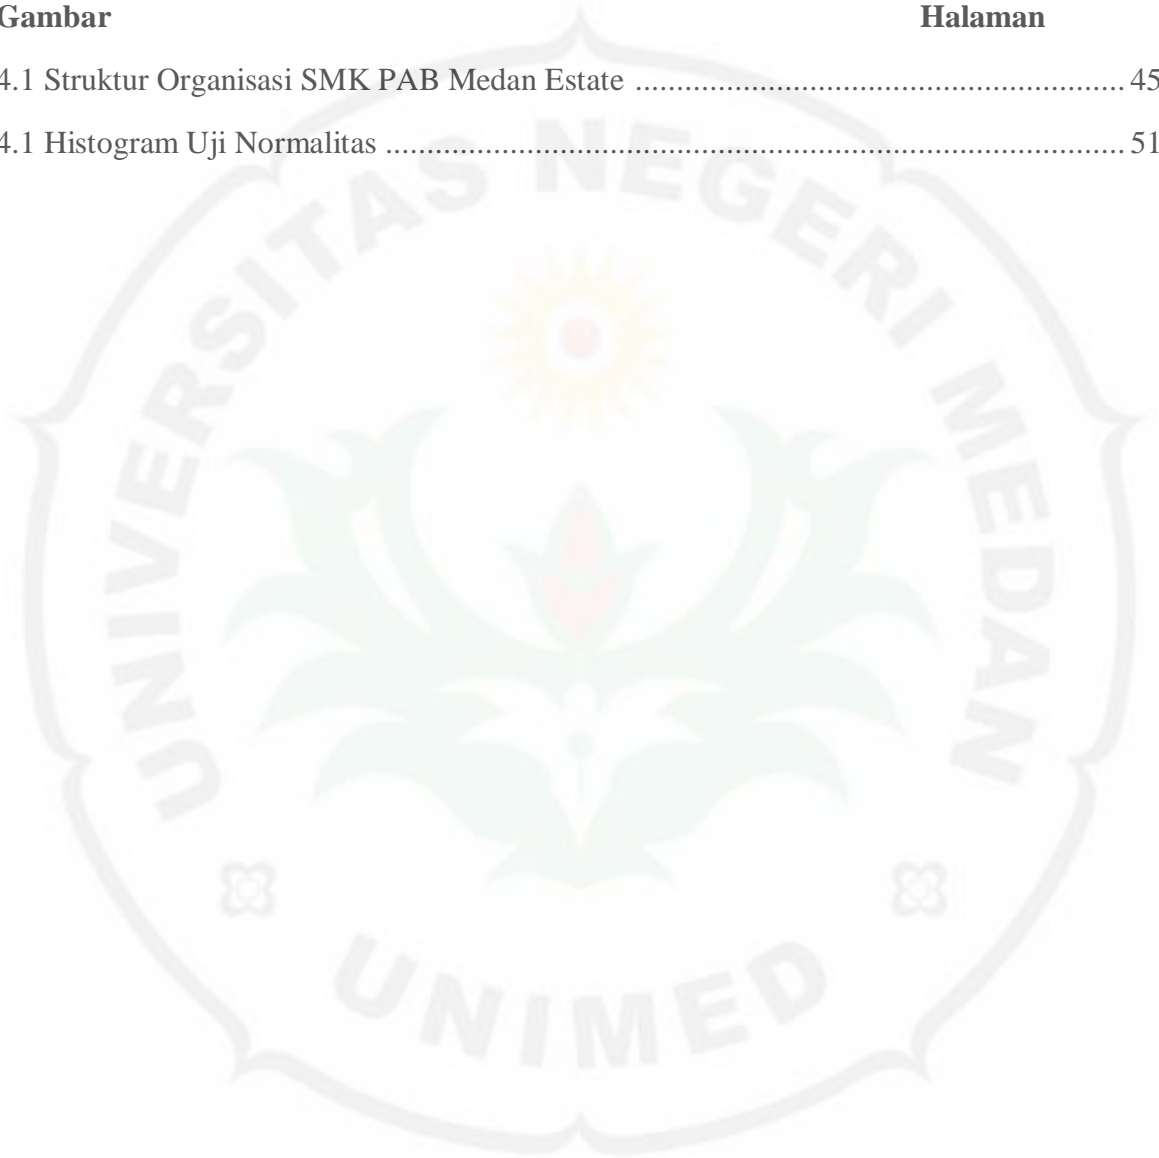 Gambar Halaman
4.1 Struktur Organisasi SMK PAB Medan Estate ........................................................... 45
4.1 Histogram Uji Normalitas .......................................................................................... 51
UNIVERSITAS NEGERI MEDAN
UNIMED